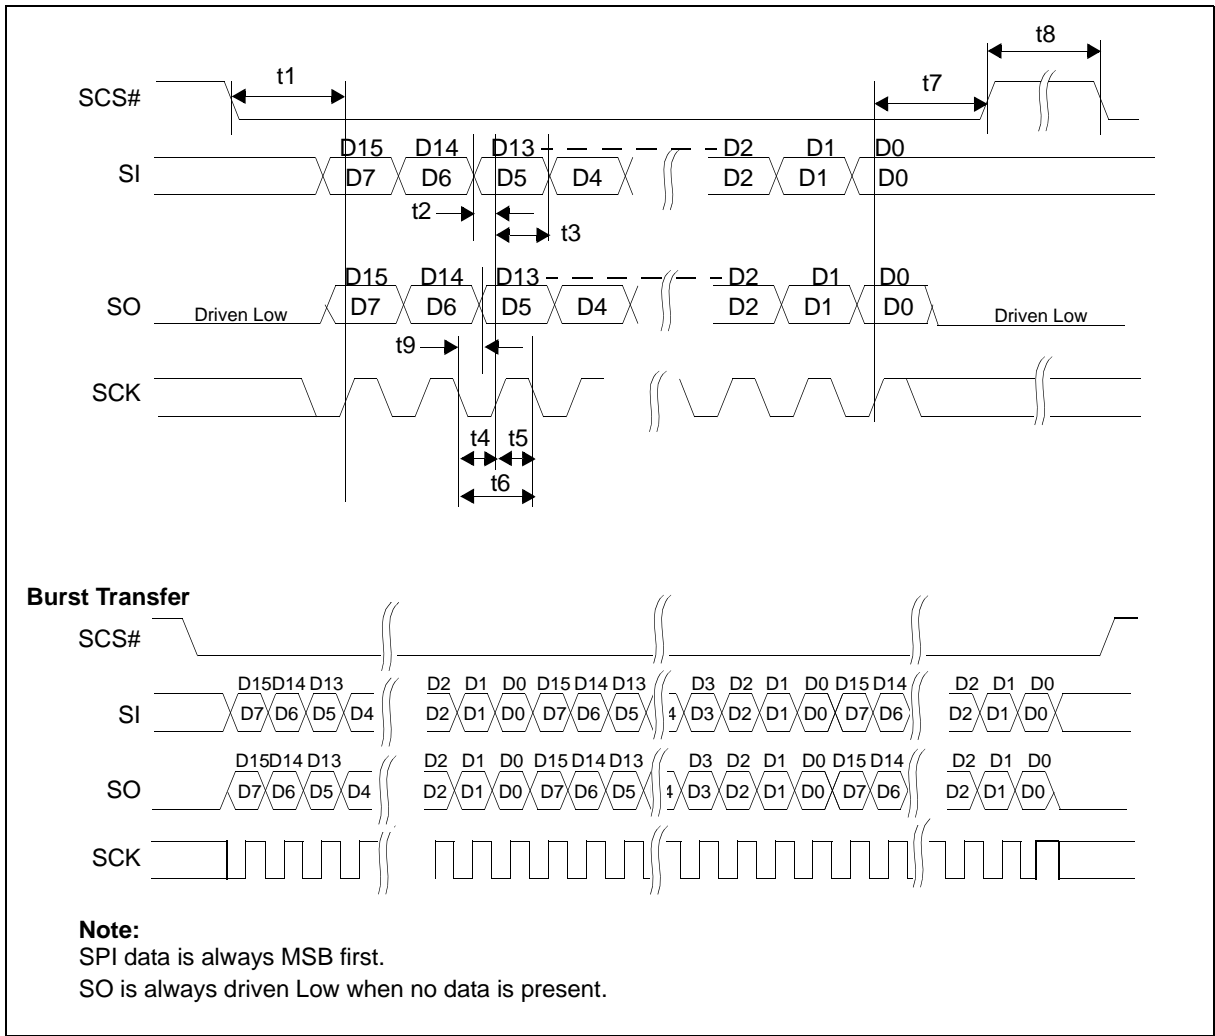 t8
t1
t7
SCS#
D15 D14 D13 D2 D1 D0
SI D7 D6 D5 D4 D2 D1 D0
t2
t3
D15 D14 D13 D2 D1 D0
SO Driven Low D7 D6 D5 D4 D2 D1 D0 Driven Low
t9
SCK
t4 t5
t6
Burst Transfer
SCS#
D15 D14 D13 D2 D1 D0 D15 D14 D13 D3 D2 D1 D0 D15 D14 D2 D1 D0
SI D7 D6 D5 D4 D2 D1 D0 D7 D6 D5 4 D3 D2 D1 D0 D7 D6 D2 D1 D0
D15 D14 D13 D2 D1 D0 D15 D14 D13 D3 D2 D1 D0 D15 D14 D2 D1 D0
SO D7 D6 D5 D4 D2 D1 D0 D7 D6 D5 4 D3 D2 D1 D0 D7 D6 D2 D1 D0
SCK
Note:
SPI data is always MSB first.
SO is always driven Low when no data is present.